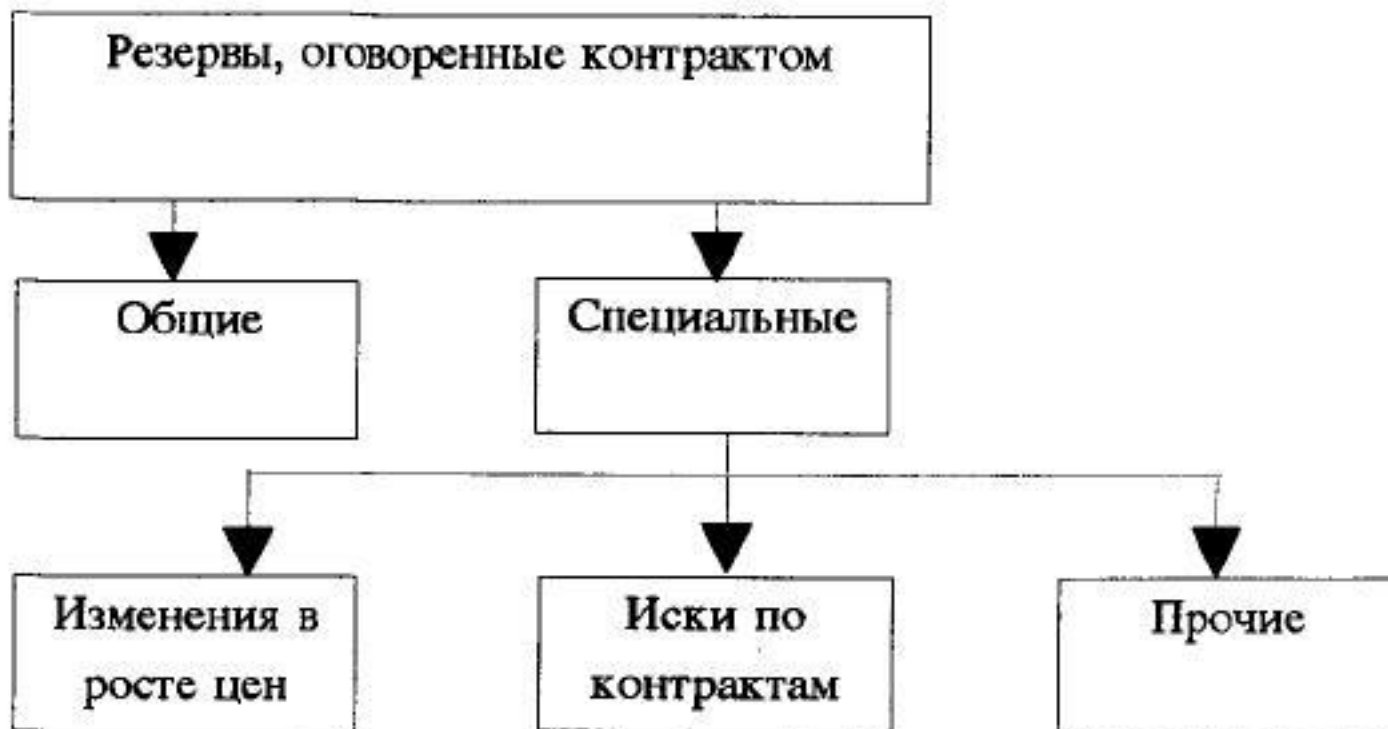 Резервы, оговоренные контрактом
Общие
Специальные
Изменения в
росте цен
Иски по
контрактам
Прочие